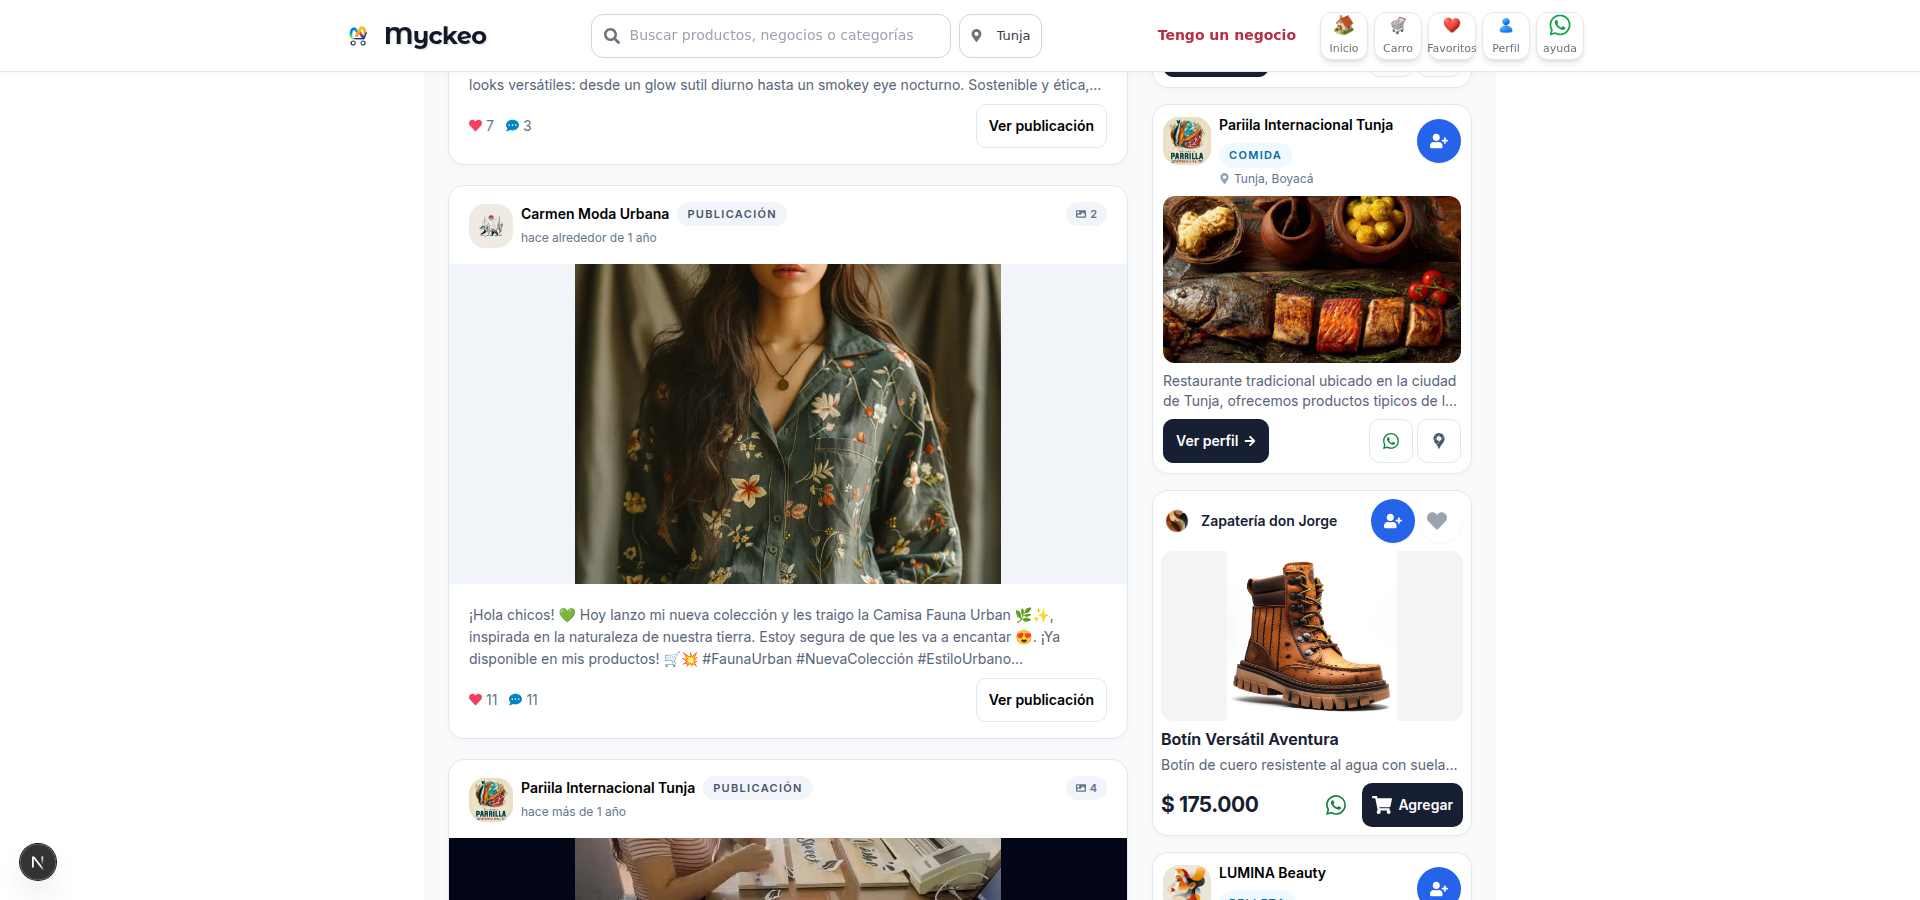 Myckeo
Buscar productos, negocios o categorías
Tunja
Tengo un negocio
Inicio
Carro
Favoritos
Perfil
ayuda
looks versátiles: desde un glow sutil diurno hasta un smokey eye nocturno. Sostenible y ética,...
7
3
Ver publicación
Carmen Moda Urbana
PUBLICACIÓN
2
hace alrededor de 1 año
¡Hola chicos! 💚 Hoy lanzo mi nueva colección y les traigo la Camisa Fauna Urban 🌿✨,
inspirada en la naturaleza de nuestra tierra. Estoy segura de que les va a encantar 😍. ¡Ya
disponible en mis productos! 🛒💥 #FaunaUrban #NuevaColección #EstiloUrbano...
11
11
Ver publicación
Pariila Internacional Tunja
PUBLICACIÓN
4
hace más de 1 año
PARRILLA
Sweet
Home
Pariila Internacional Tunja
COMIDA
Tunja, Boyacá
PARRILLA
Restaurante tradicional ubicado en la ciudad
de Tunja, ofrecemos productos tipicos de l...
Ver perfil →
Zapatería don Jorge
Botín Versátil Aventura
Botín de cuero resistente al agua con suela...
$ 175.000
Agregar
LUMINA Beauty
N